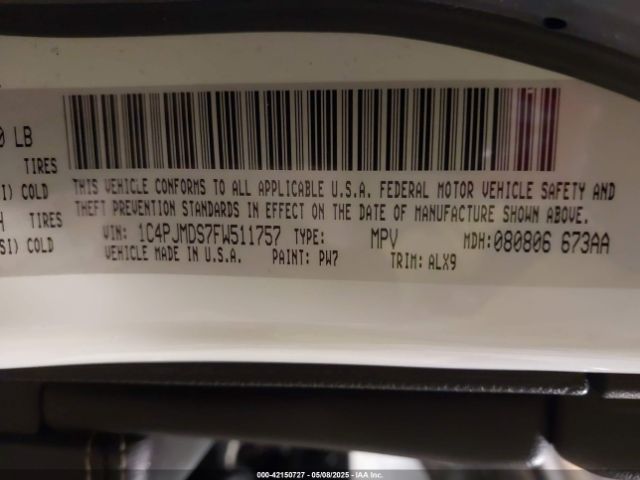 0 LB
TIRES
SI) COLD
TIRES
SI) COLD
THIS VEHICLE CONFORMS TO ALL APPLICABLE U.S.A. FEDERAL MOTOR VEHICLE SAFETY AND
THEFT PREVENTION STANDARDS IN EFFECT ON THE DATE OF MANUFACTURE SHOWN ABOVE.
VIN: 1C4PJMDS7FW511757 TYPE: MPV MDH: 080806 673AA
VEHICLE MADE IN U.S.A. PAINT: PW7 TRIM: ALX9
000-42150727 - 05/08/2025 - IAA Inc.